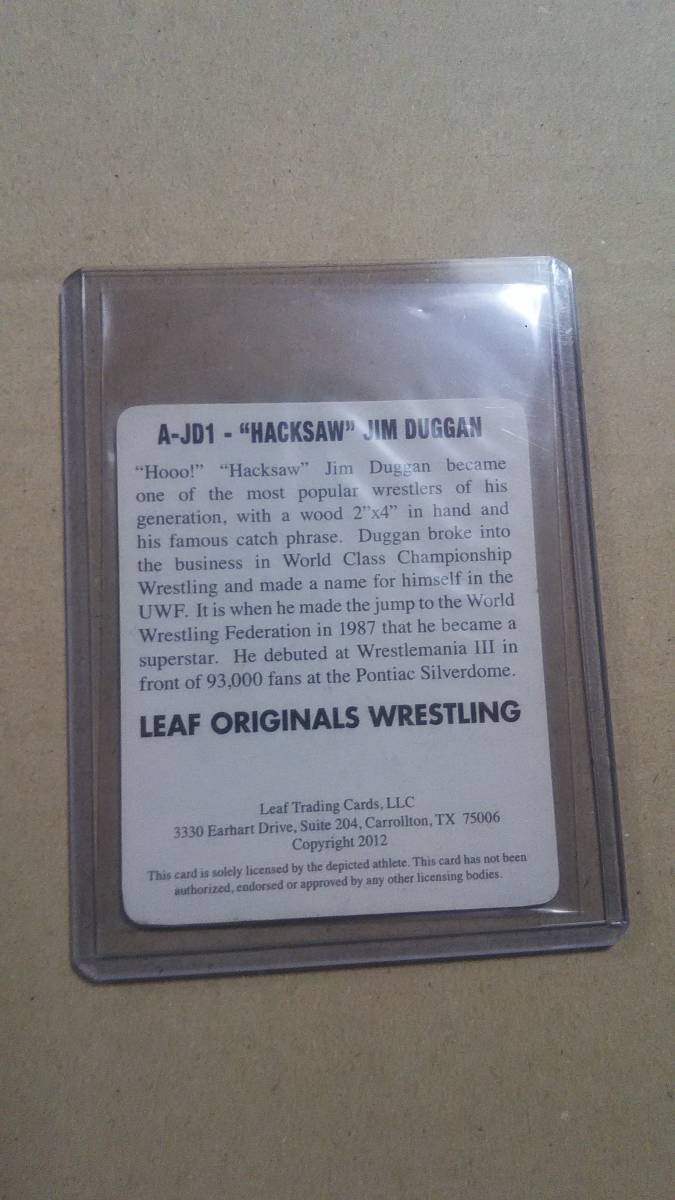 A-JD1 - “HACKSAW” JIM DUGGAN
“Hooo!” “Hacksaw” Jim Duggan became
one of the most popular wrestlers of his
generation, with a wood 2”x4” in hand and
his famous catch phrase. Duggan broke into
the business in World Class Championship
Wrestling and made a name for himself in the
UWF. It is when he made the jump to the World
Wrestling Federation in 1987 that he became a
superstar. He debuted at Wrestlemania III in
front of 93,000 fans at the Pontiac Silverdome.
LEAF ORIGINALS WRESTLING
Leaf Trading Cards, LLC
3330 Earhart Drive, Suite 204, Carrollton, TX 75006
Copyright 2012
This card is solely licensed by the depicted athlete. This card has not been
authorized, endorsed or approved by any other licensing bodies.